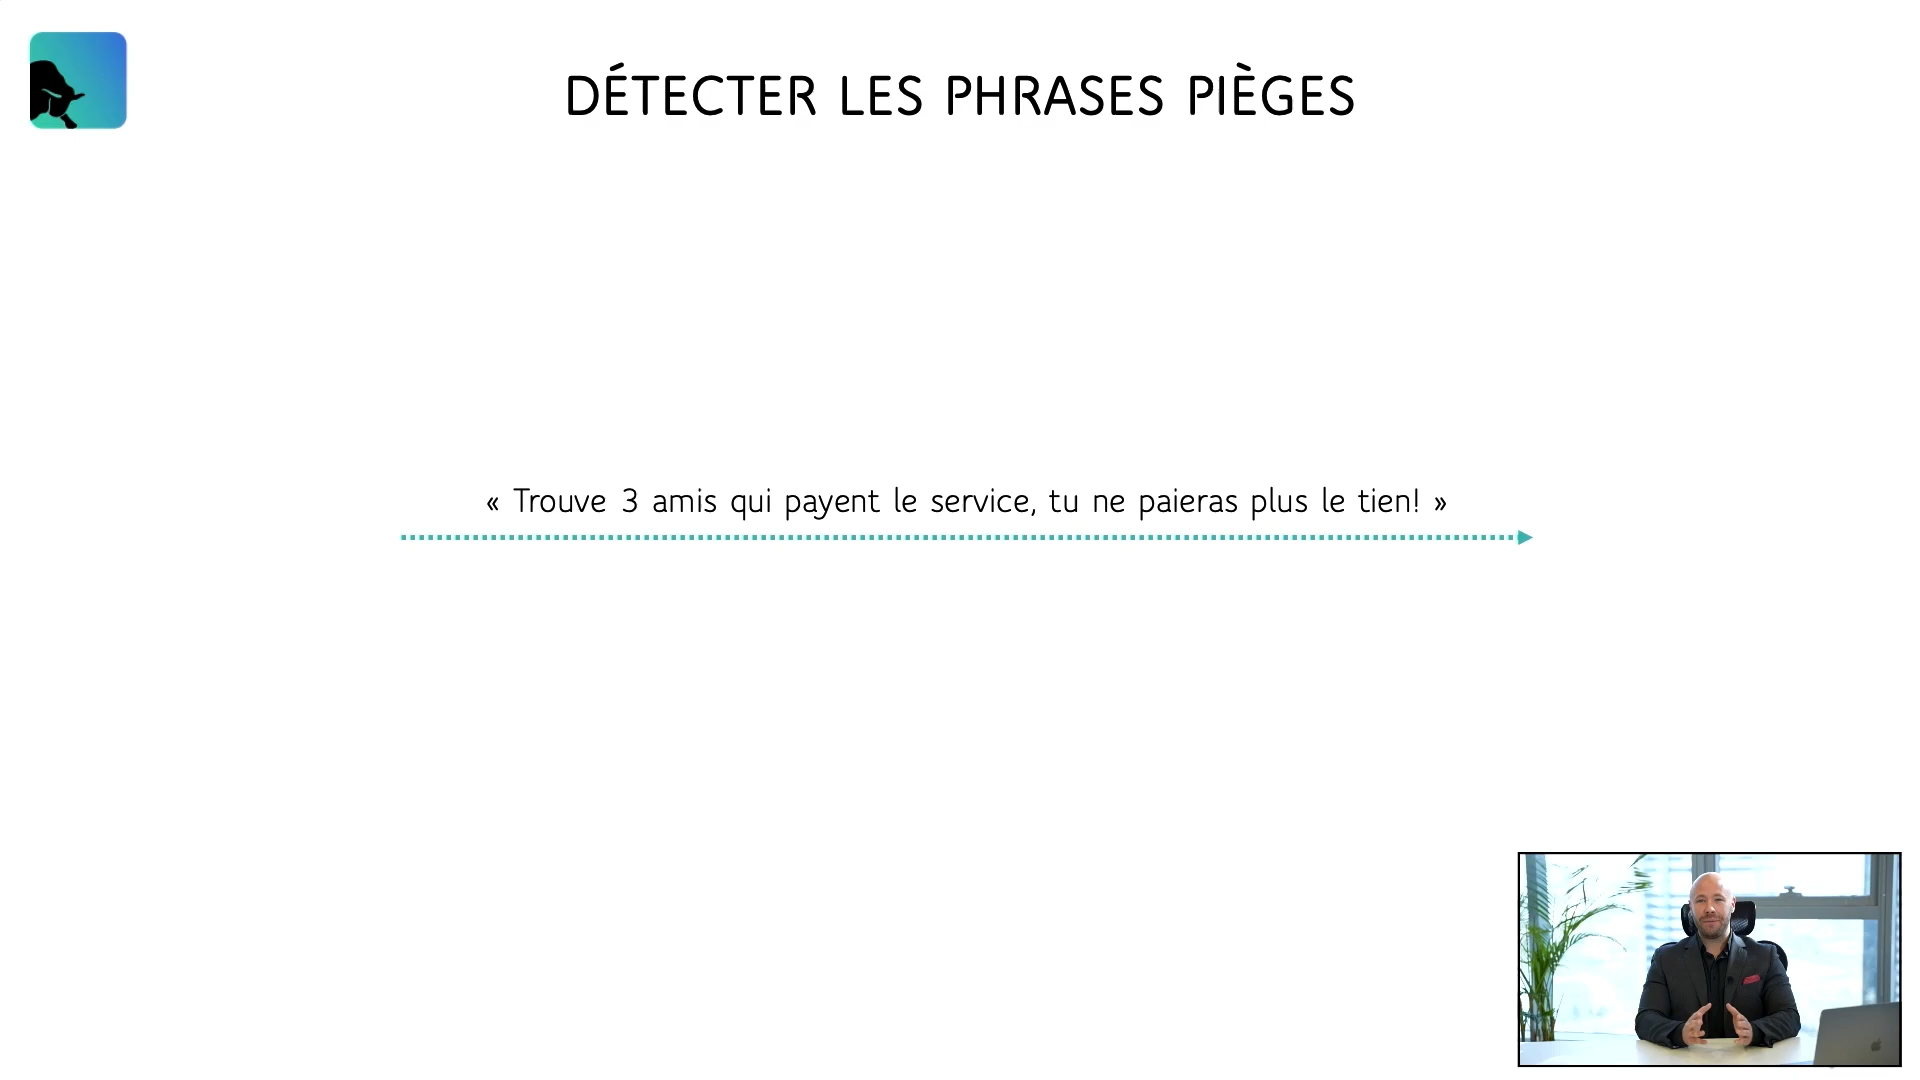 DÉTECTER LES PHRASES PIÈGES
« Trouve 3 amis qui payent le service, tu ne paieras plus le tien! »